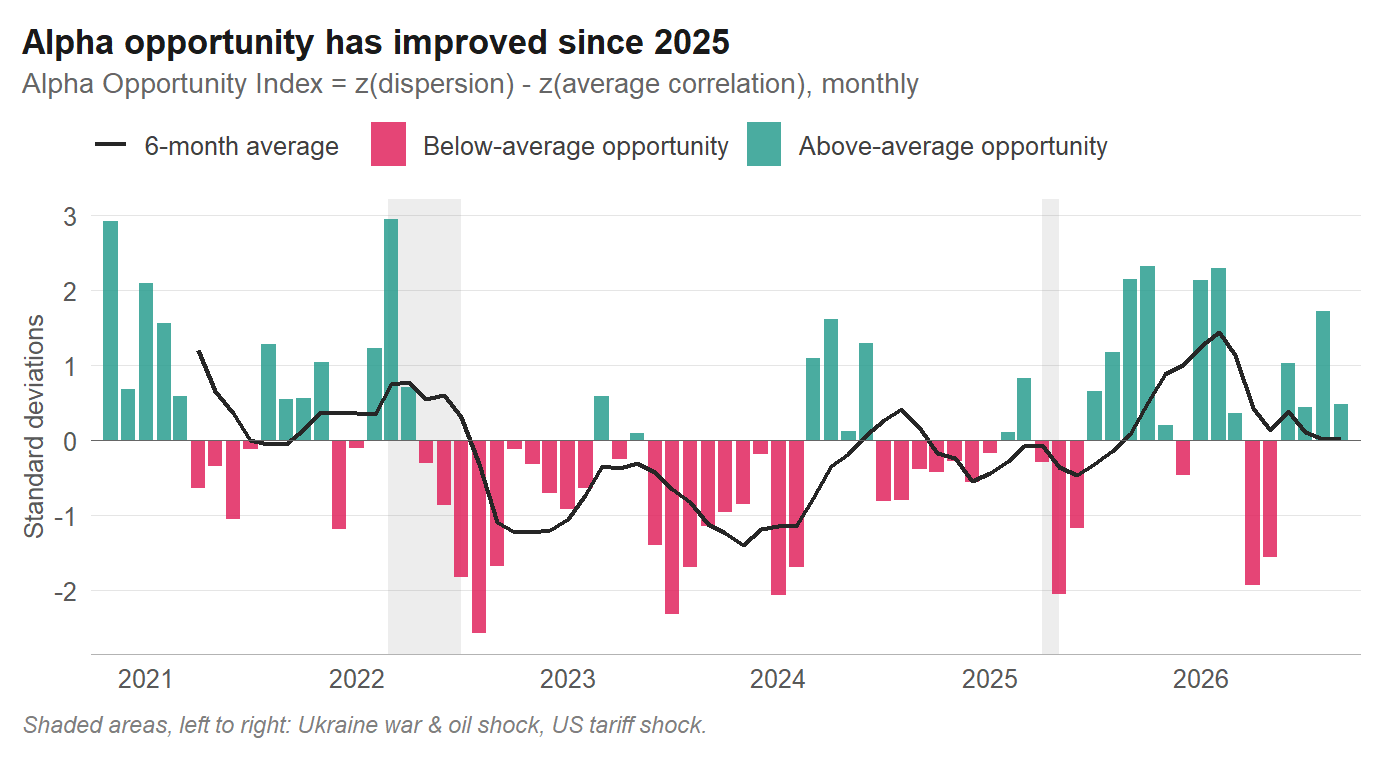 Alpha opportunity has improved since 2025
Alpha Opportunity Index = z(dispersion) - z(average correlation), monthly
6-month average
Below-average opportunity
Above-average opportunity
Standard deviations
3
2
1
0
-1
-2
2021
2022
2023
2024
2025
2026
Shaded areas, left to right: Ukraine war & oil shock, US tariff shock.